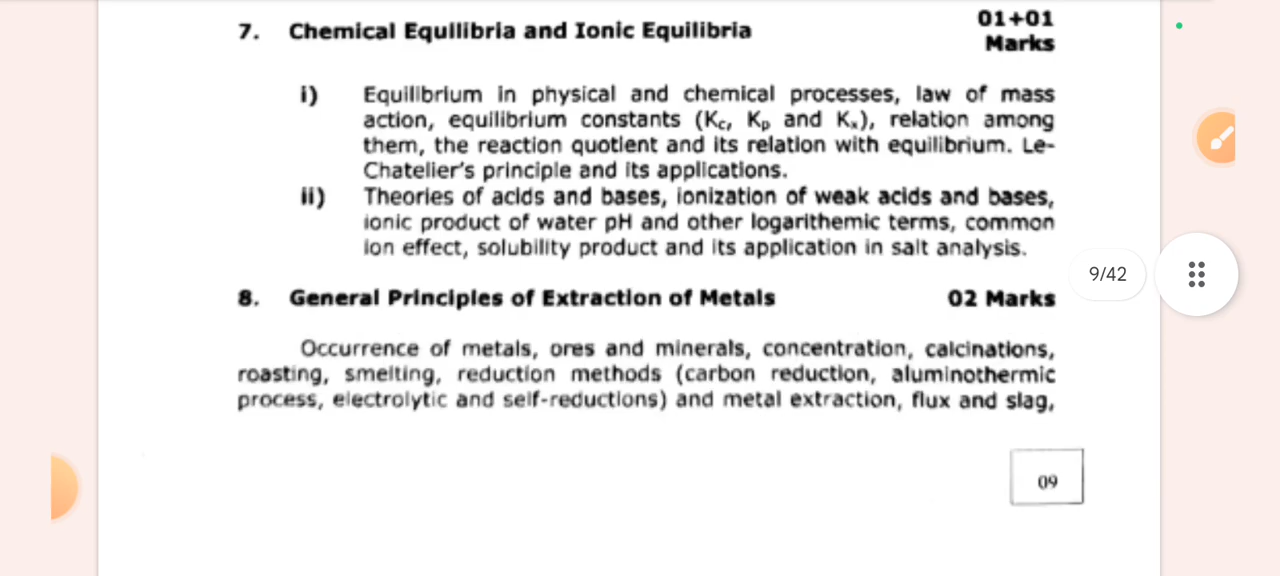 7. Chemical Equilibria and Ionic Equilibria 01+01 Marks
i) Equilibrium in physical and chemical processes, law of mass
action, equilibrium constants (Kc, Kp and Kx), relation among
them, the reaction quotient and its relation with equilibrium. Le-
Chatelier's principle and its applications.
ii) Theories of acids and bases, ionization of weak acids and bases,
ionic product of water pH and other logarithemic terms, common
ion effect, solubility product and its application in salt analysis.
9/42
8. General Principles of Extraction of Metals 02 Marks
Occurrence of metals, ores and minerals, concentration, calcinations,
roasting, smelting, reduction methods (carbon reduction, aluminothermic
process, electrolytic and self-reductions) and metal extraction, flux and slag,
09